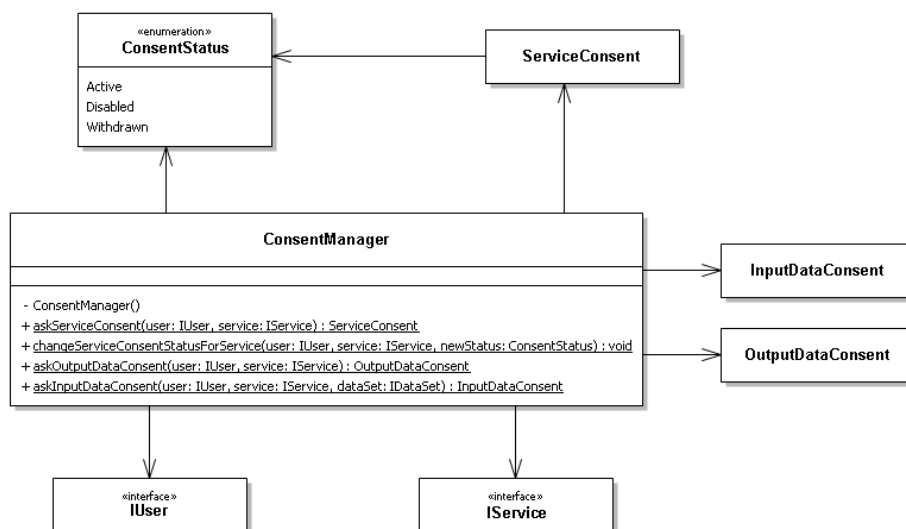 «enumeration»
ConsentStatus
Active
Disabled
Withdrawn
ServiceConsent
ConsentManager
- ConsentManager()
+ askServiceConsent(user: IUser, service: IService) : ServiceConsent
+ changeServiceConsentStatusForService(user: IUser, service: IService, newStatus: ConsentStatus) : void
+ askOutputDataConsent(user: IUser, service: IService) : OutputDataConsent
+ askInputDataConsent(user: IUser, service: IService, dataSet: IDataSet) : InputDataConsent
InputDataConsent
OutputDataConsent
«interface»
IUser
«interface»
IService